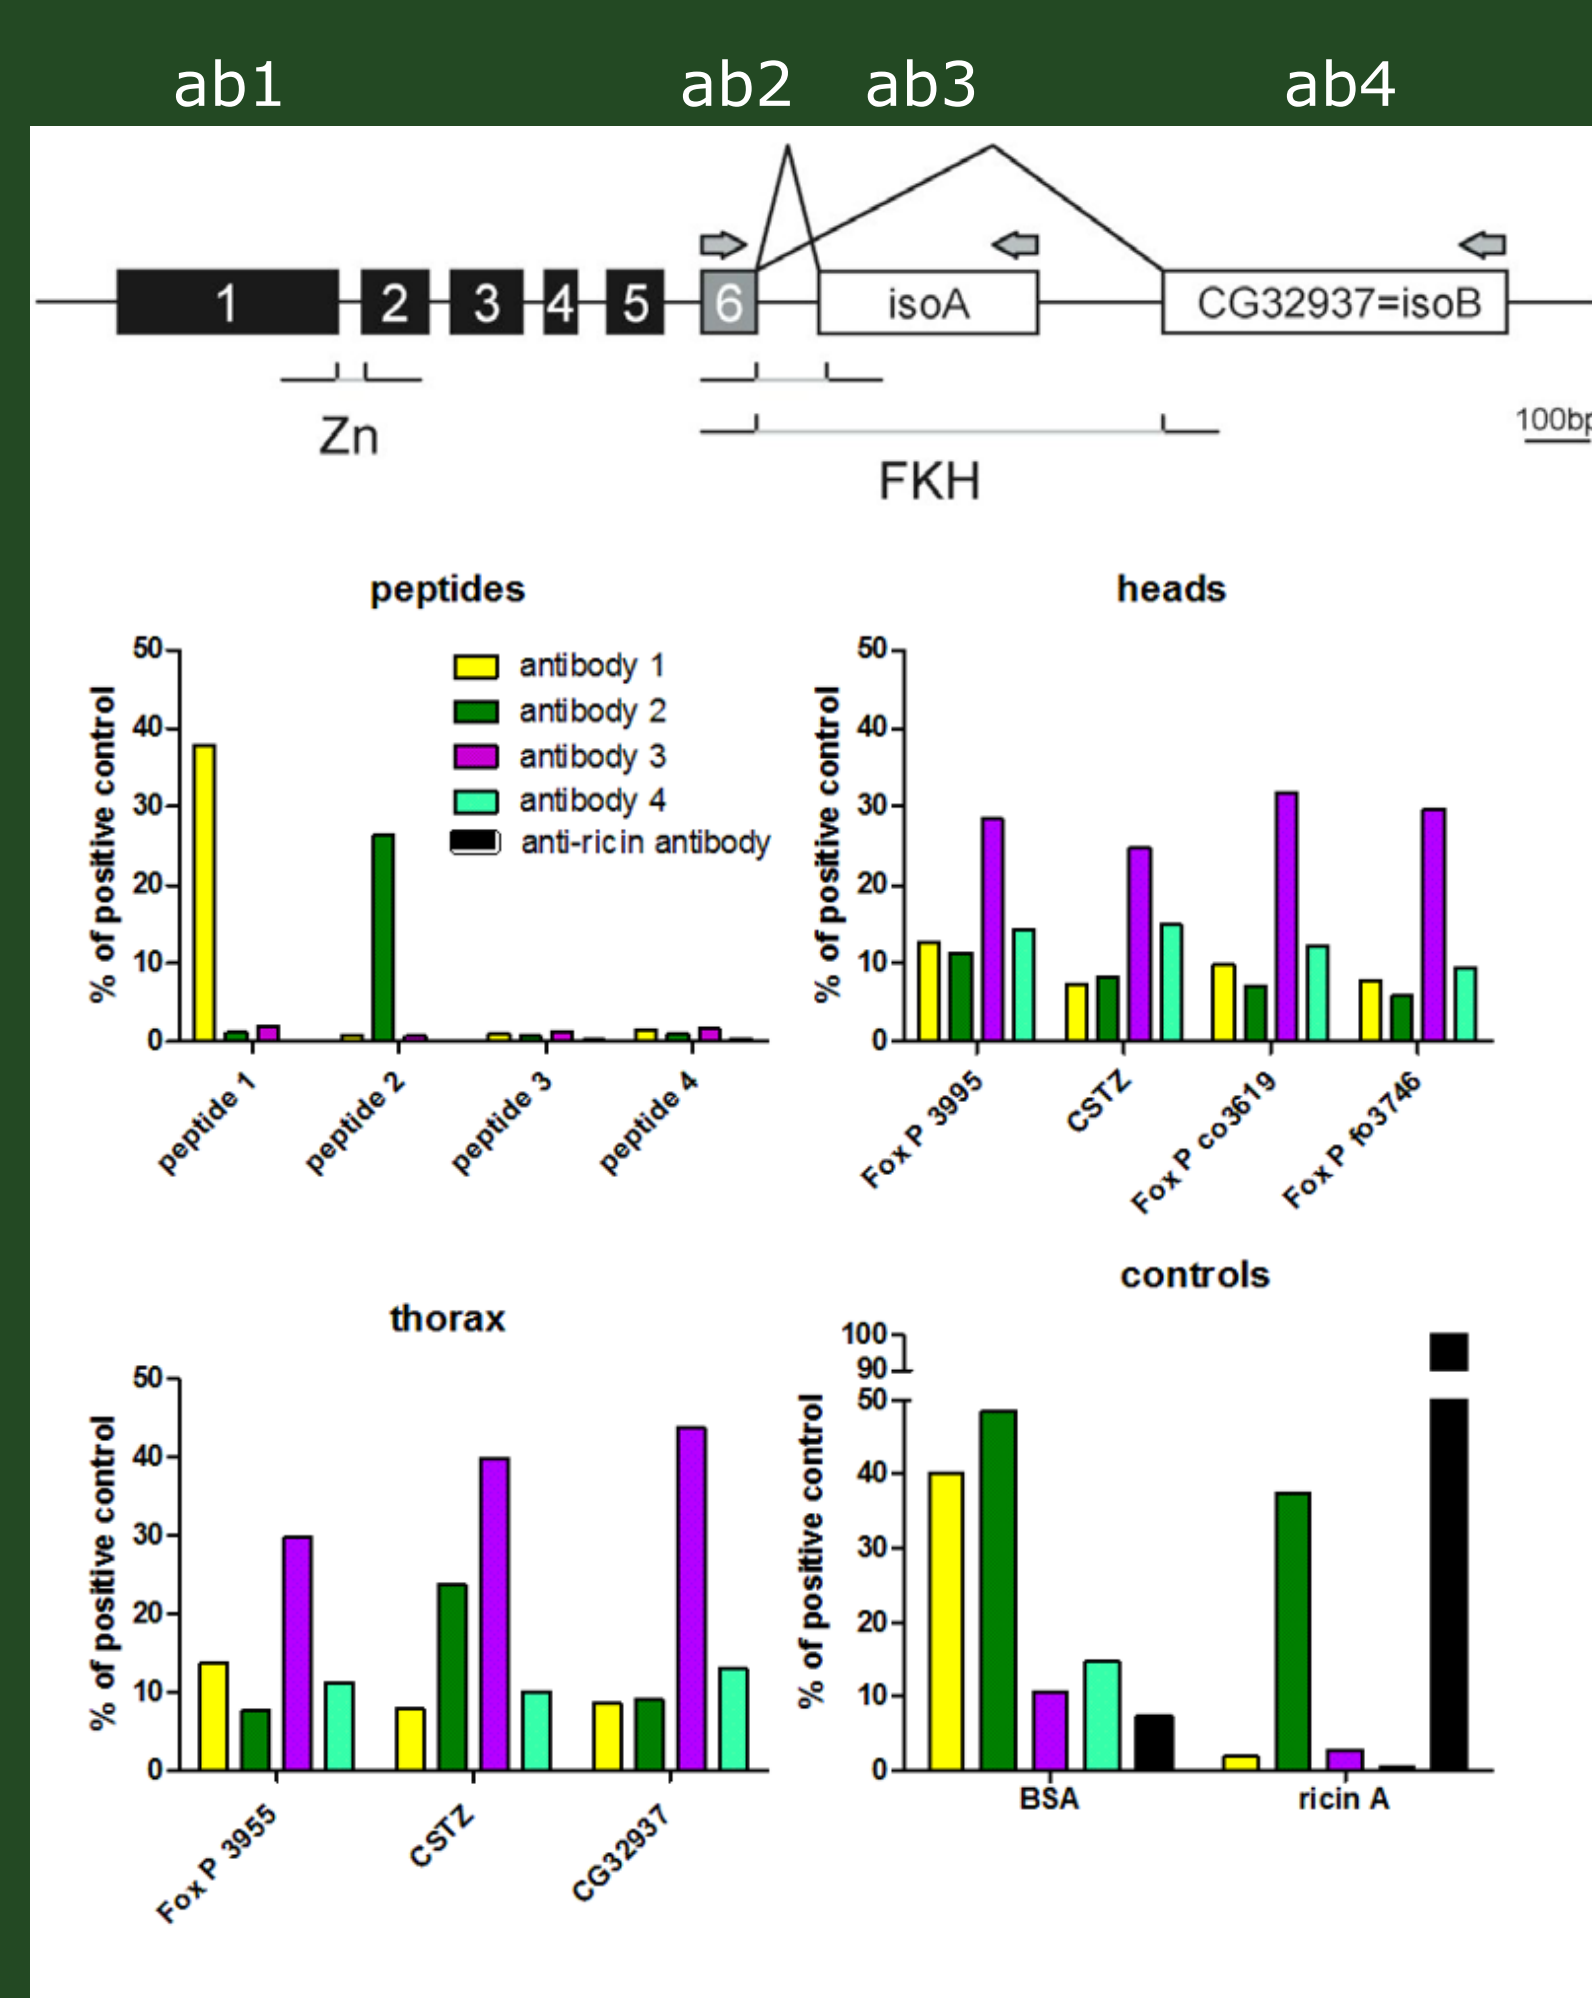 ab1 ab2 ab3 ab4
1 2 3 4 5 6 isoA CG32937=isoB
Zn
100bp
FKH
peptides
% of positive control
50
40
30
20
10
0
antibody 1
antibody 2
antibody 3
antibody 4
anti-ricin antibody
peptide 1
peptide 2
peptide 3
peptide 4
heads
% of positive control
50
40
30
20
10
0
Fox P 3995
CSTZ
Fox P co3619
Fox P fo3746
thorax
% of positive control
50
40
30
20
10
0
Fox P 3955
CSTZ
CG32937
controls
% of positive control
100
90
50
40
30
20
10
0
BSA
ricin A